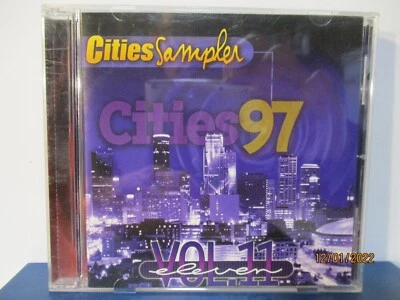 Cities Sampler
Cities 97
VOL. 11
eleven
12/01/2022